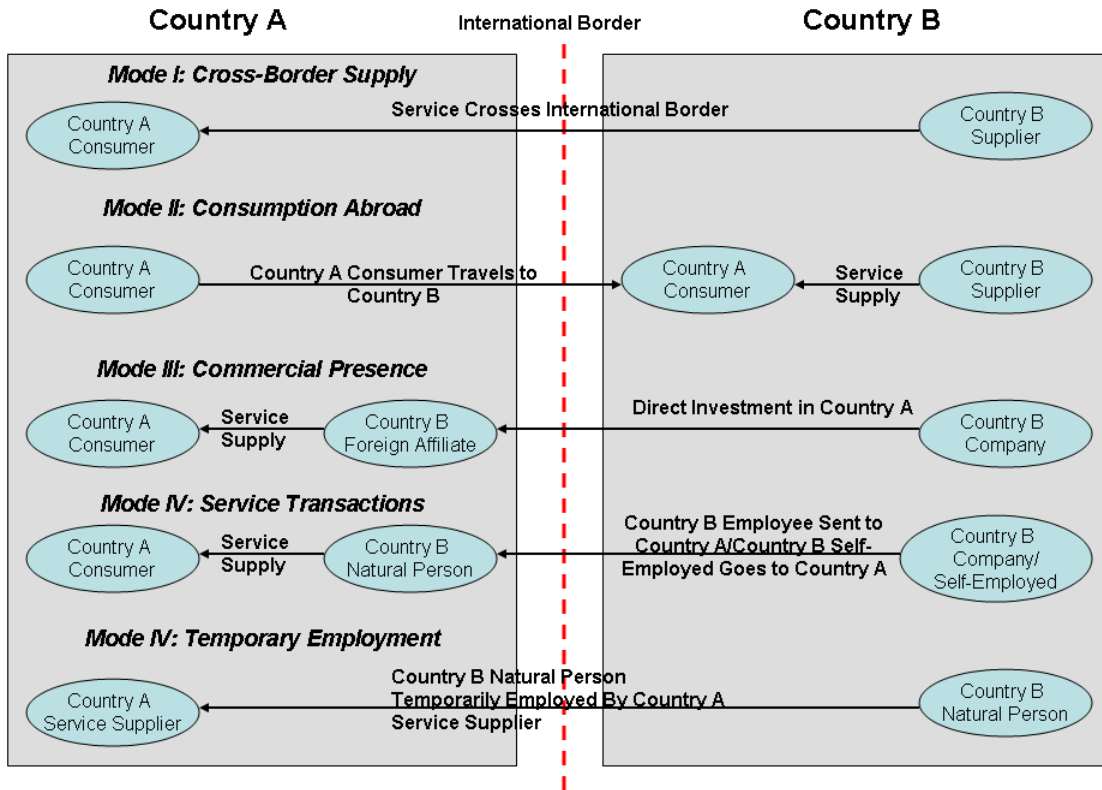 Country A
International Border
Country B
Mode I: Cross-Border Supply
Country A
Consumer
Service Crosses International Border
Country B
Supplier
Mode II: Consumption Abroad
Country A
Consumer
Country A Consumer Travels to
Country B
Country A
Consumer
Service
Supply
Country B
Supplier
Mode III: Commercial Presence
Country A
Consumer
Service
Supply
Country B
Foreign Affiliate
Direct Investment in Country A
Country B
Company
Mode IV: Service Transactions
Country A
Consumer
Service
Supply
Country B
Natural Person
Country B Employee Sent to
Country A/Country B Self-
Employed Goes to Country A
Country B
Company/
Self-Employed
Mode IV: Temporary Employment
Country A
Service Supplier
Country B Natural Person
Temporarily Employed By Country A
Service Supplier
Country B
Natural Person